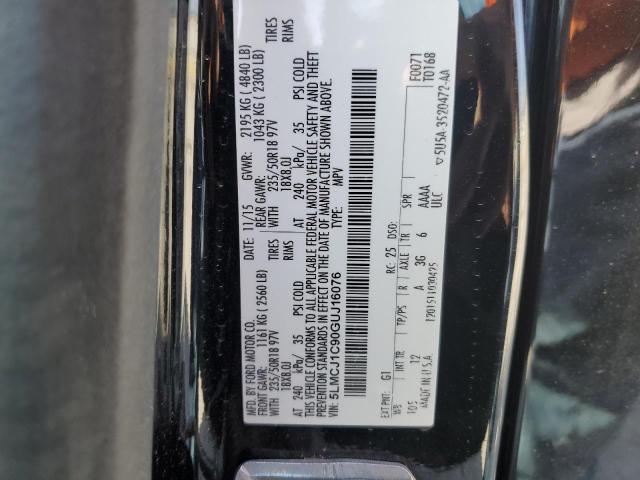 MFD. BY FORD MOTOR CO.
DATE: 11/15 GVWR: 2195 KG ( 4840 LB)
FRONT GAWR: 1161 KG ( 2560 LB) REAR GAWR: 1043 KG ( 2300 LB)
WITH 235/50R18 97V TIRES WITH 235/50R18 97V TIRES
18X8.0J RIMS 18X8.0J RIMS
AT 240 kPa/ 35 PSI COLD AT 240 kPa/ 35 PSI COLD
THIS VEHICLE CONFORMS TO ALL APPLICABLE FEDERAL MOTOR VEHICLE SAFETY AND THEFT
PREVENTION STANDARDS IN EFFECT ON THE DATE OF MANUFACTURE SHOWN ABOVE.
VIN: 5LMCJ1C90GUJ16076 TYPE: MPV
F0071
T0168
EXT PNT: G1 RC: 25 DSO:
WB INT TR TP/PS R AXLE TR SPR
105 12 A 3G 6 AAAA
MADE IN U.S.A. ULC
▽5U5A-3520472-AA